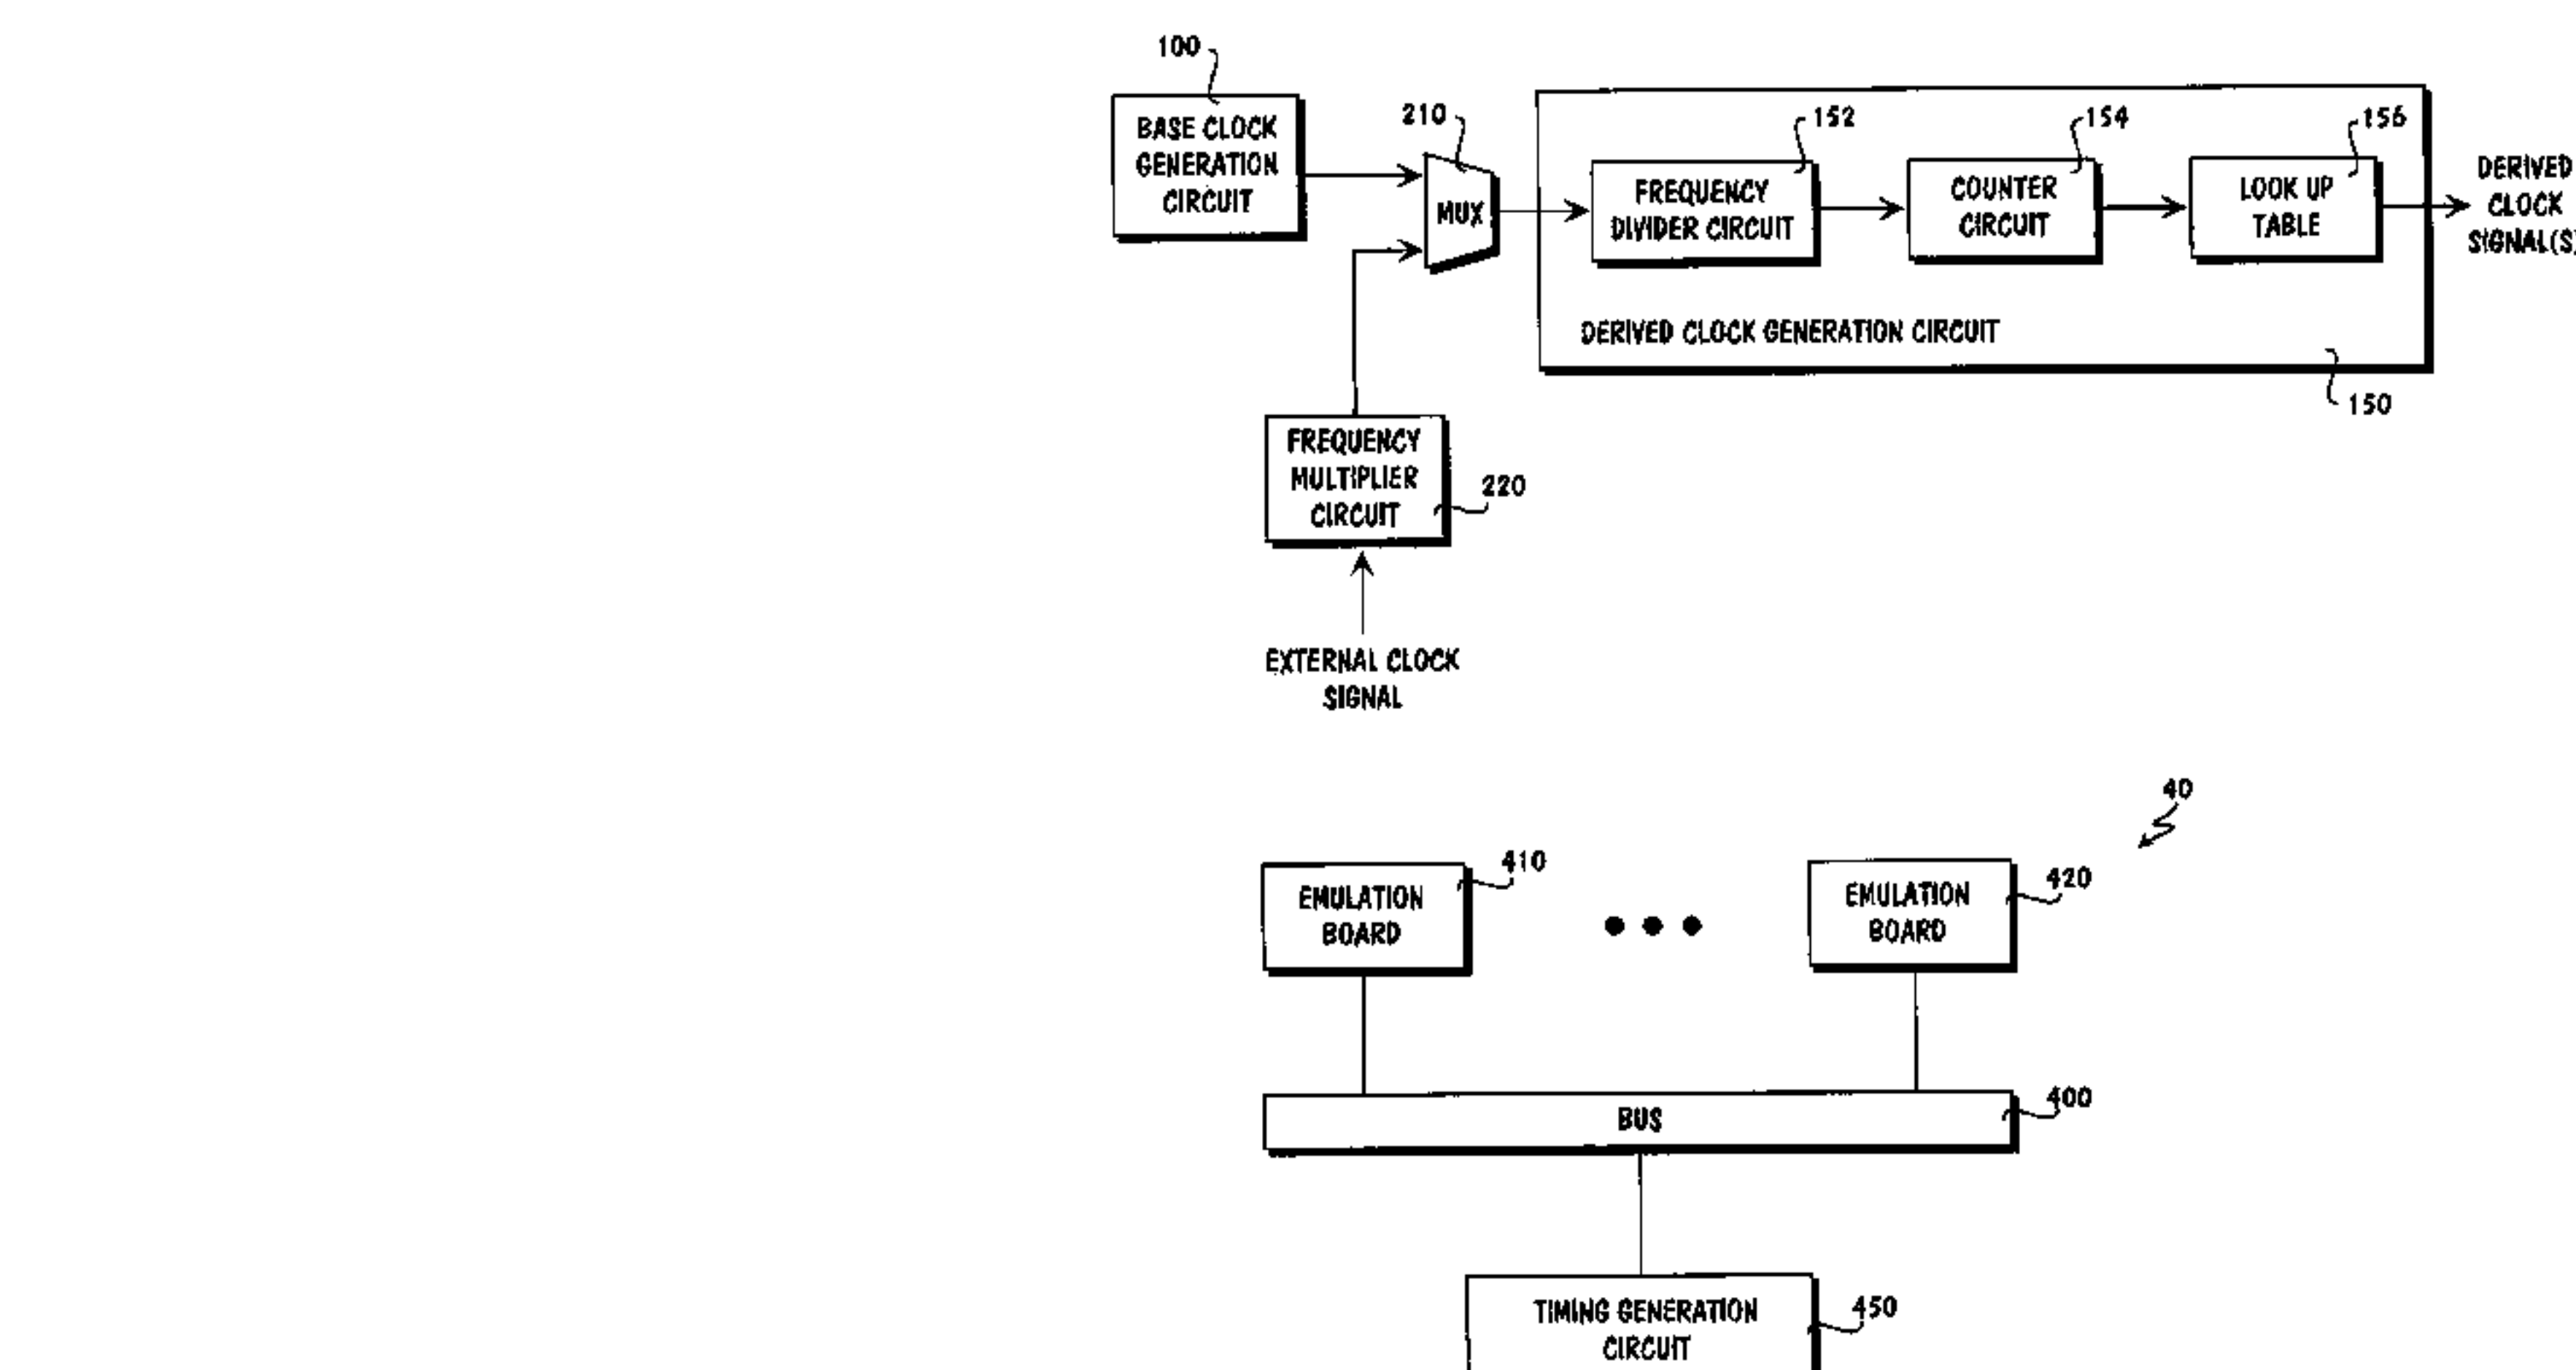 100
BASE CLOCK
GENERATION
CIRCUIT
210
MUX
152
FREQUENCY
DIVIDER CIRCUIT
154
COUNTER
CIRCUIT
156
LOOK UP
TABLE
DERIVED
CLOCK
SIGNAL(S)
DERIVED CLOCK GENERATION CIRCUIT
150
FREQUENCY
MULTIPLIER
CIRCUIT
220
EXTERNAL CLOCK
SIGNAL
40
410
EMULATION
BOARD
420
EMULATION
BOARD
400
BUS
TIMING GENERATION
CIRCUIT
450